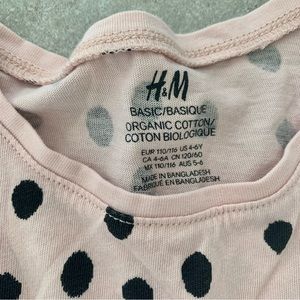 H&M
BASIC/BASIQUE
ORGANIC COTTON/
COTON BIOLOGIQUE
EUR 110/116 US 4-6Y
CA 4-6A CN 120/60
MX 110/116 AUS 5-6
MADE IN BANGLADESH
FABRIQUÉ EN BANGLADESH